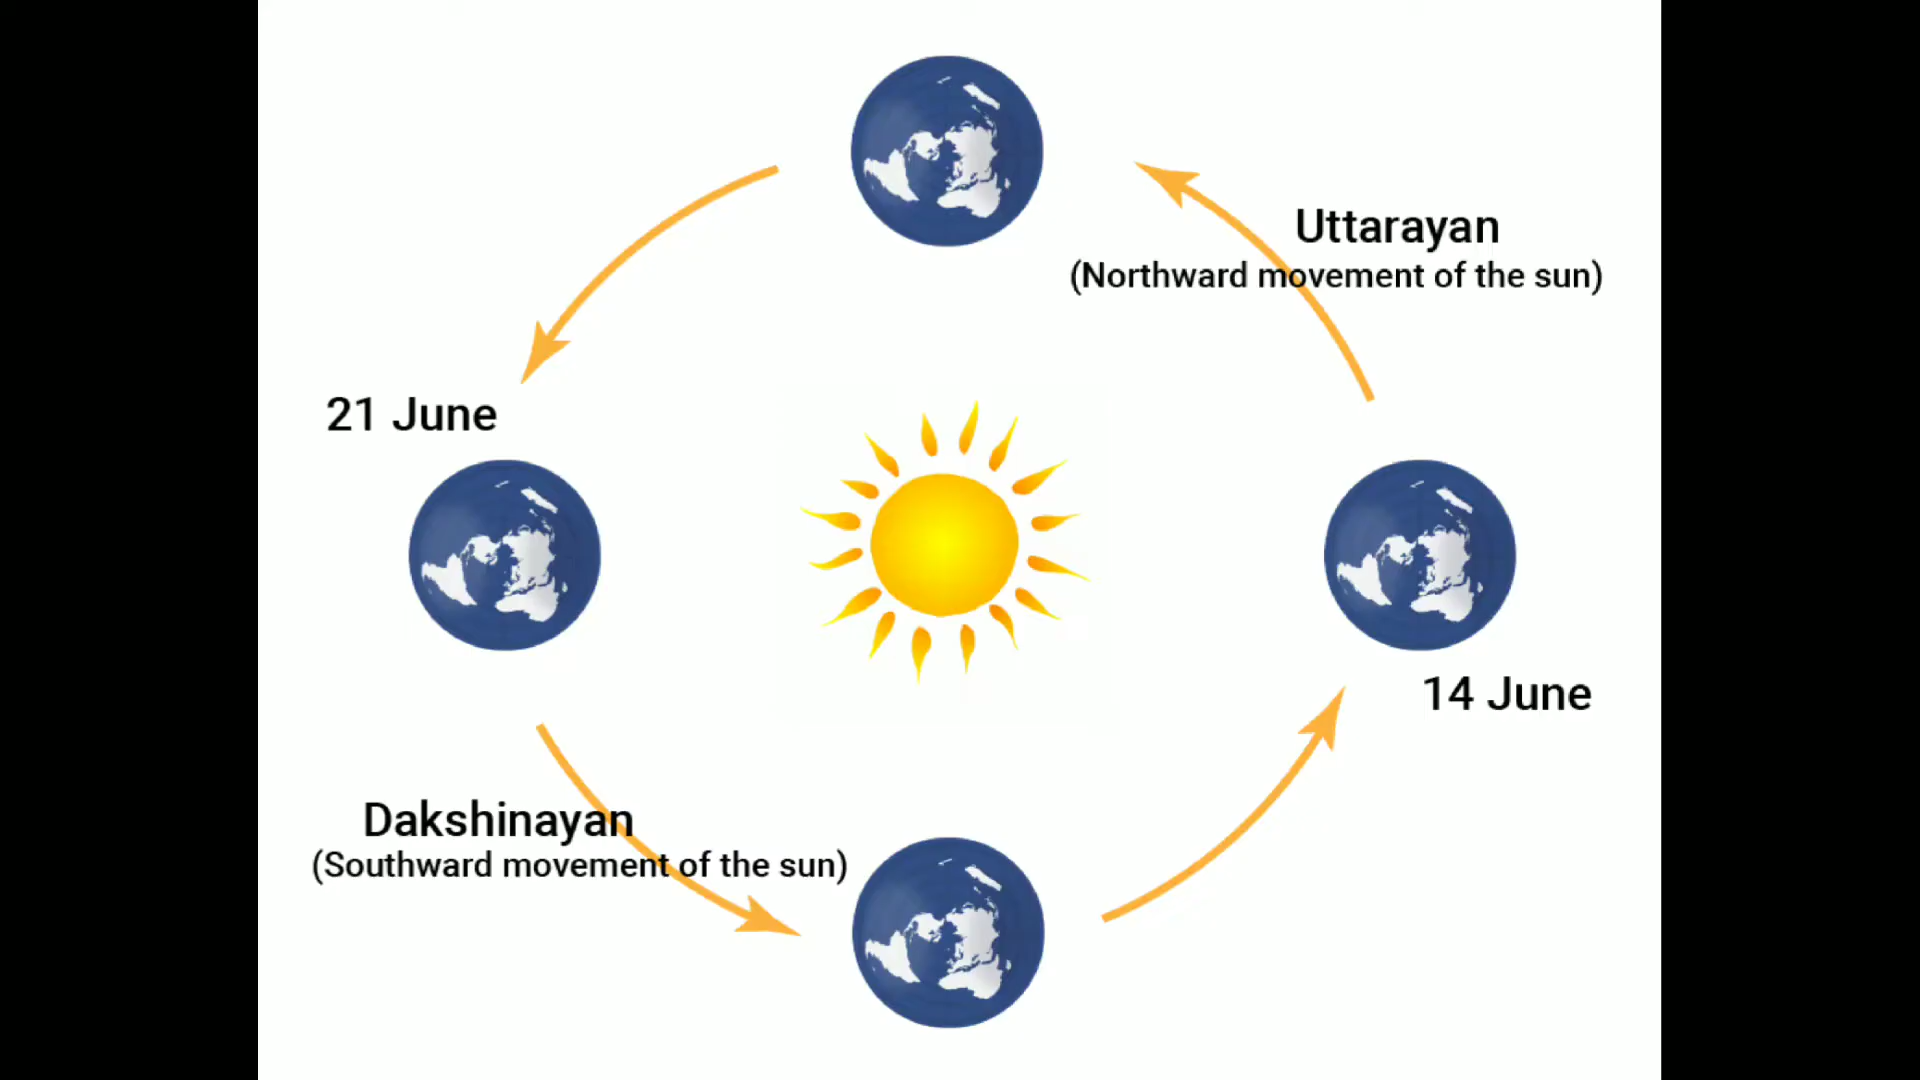 Uttarayan
(Northward movement of the sun)
21 June
14 June
Dakshinayan
(Southward movement of the sun)